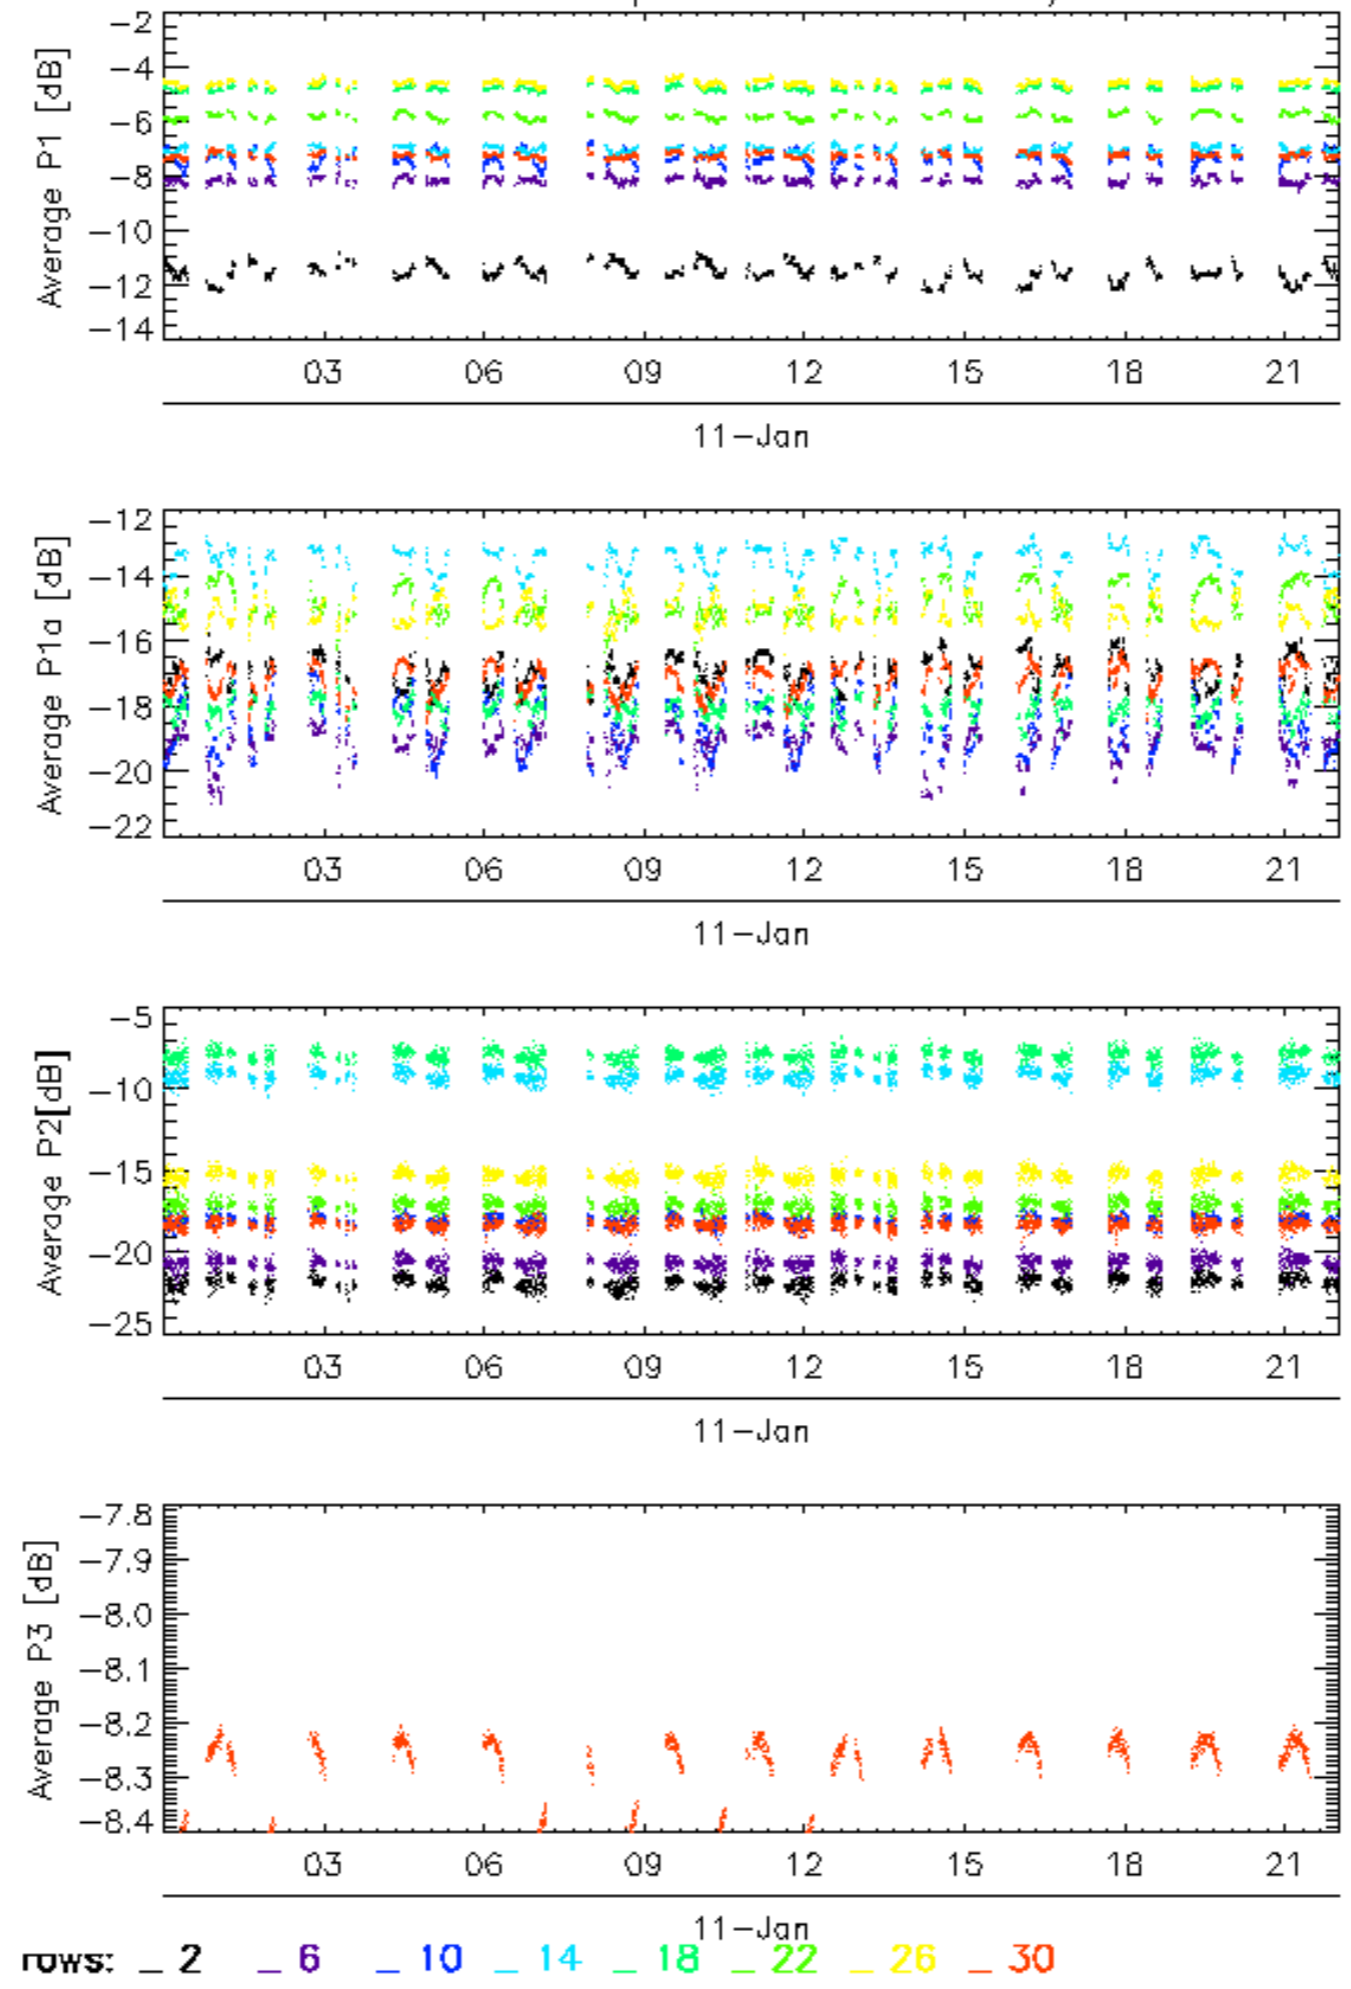 Average P1 [dB]
−2
−4
−6
−8
−10
−12
−14
03 06 09 12 15 18 21
11−Jan
Average P1a [dB]
−12
−14
−16
−18
−20
−22
03 06 09 12 15 18 21
11−Jan
Average P2[dB]
−5
−10
−15
−20
−25
03 06 09 12 15 18 21
11−Jan
Average P3 [dB]
−7.8
−7.9
−8.0
−8.1
−8.2
−8.3
−8.4
03 06 09 12 15 18 21
11−Jan
rows: _ 2 _ 6 _ 10 _ 14 _ 18 _ 22 _ 26 _ 30